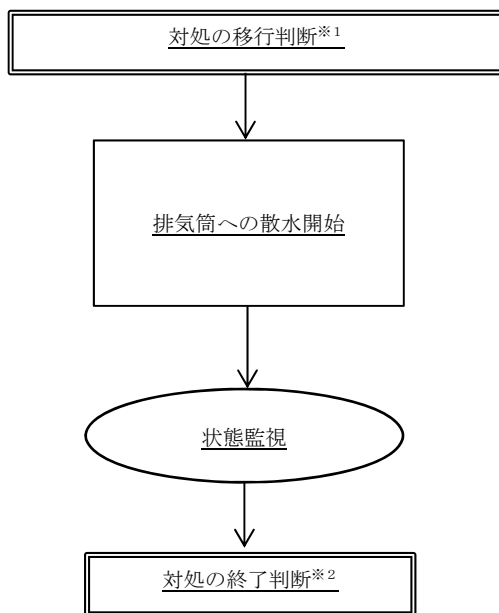 対処の移行判断※1
排気筒への散水開始
状態監視
対処の終了判断※2